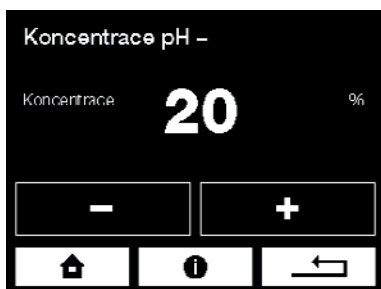 Koncentrace pH –
Koncentrace 20 %
– +